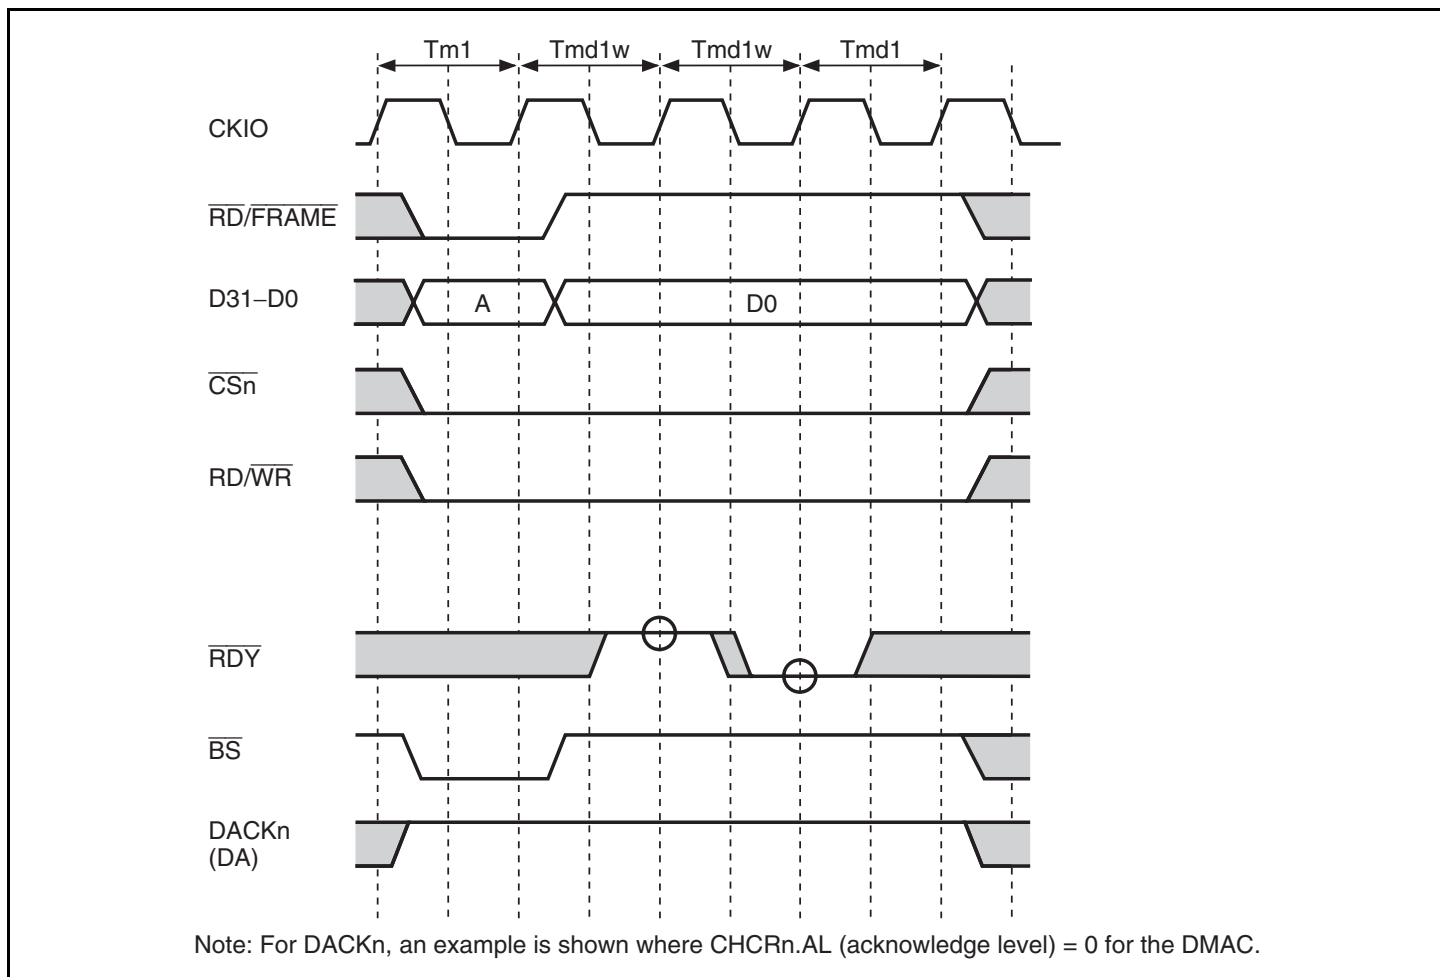 Tm1 Tmd1w Tmd1w Tmd1
CKIO
RD/FRAME
D31–D0 A D0
CSn
RD/WR
RDY
BS
DACKn
(DA)
Note: For DACKn, an example is shown where CHCRn.AL (acknowledge level) = 0 for the DMAC.